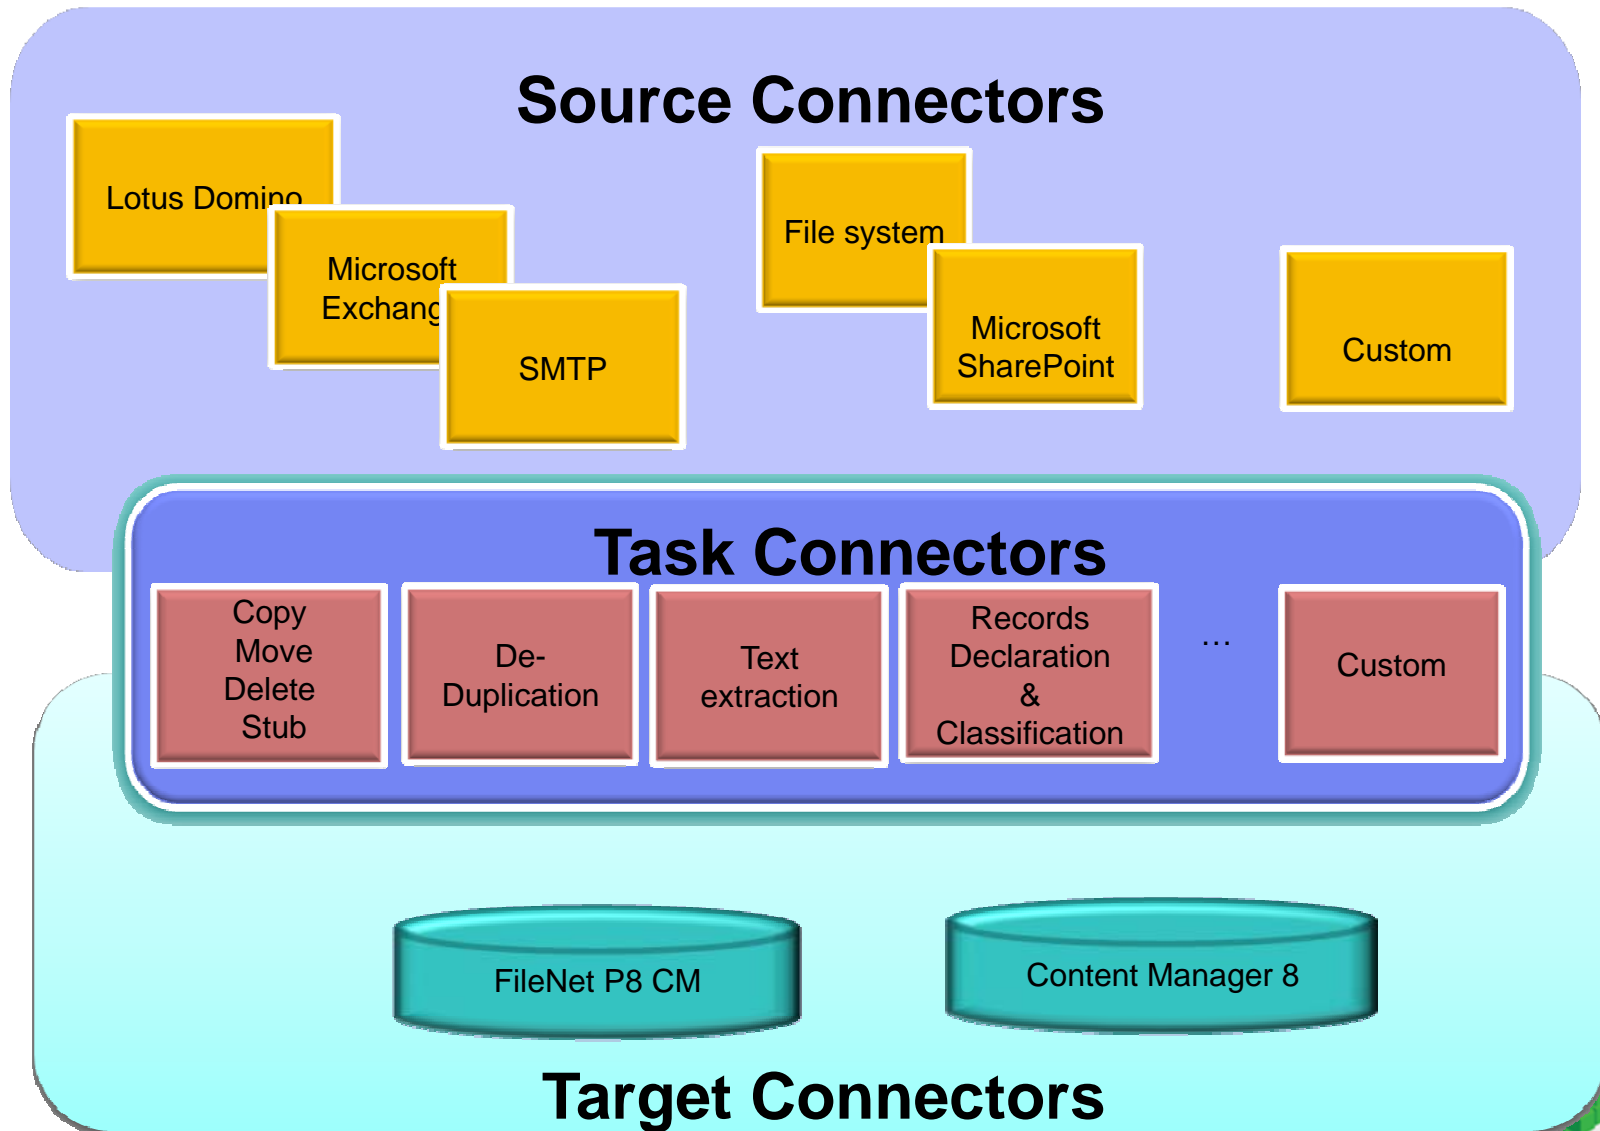 Source Connectors
Lotus Domino
Microsoft
Exchang
SMTP
File system
Microsoft
SharePoint
Custom
Task Connectors
Copy
Move
Delete
Stub
De-
Duplication
Text
extraction
Records
Declaration
&
Classification
...
Custom
FileNet P8 CM
Content Manager 8
Target Connectors